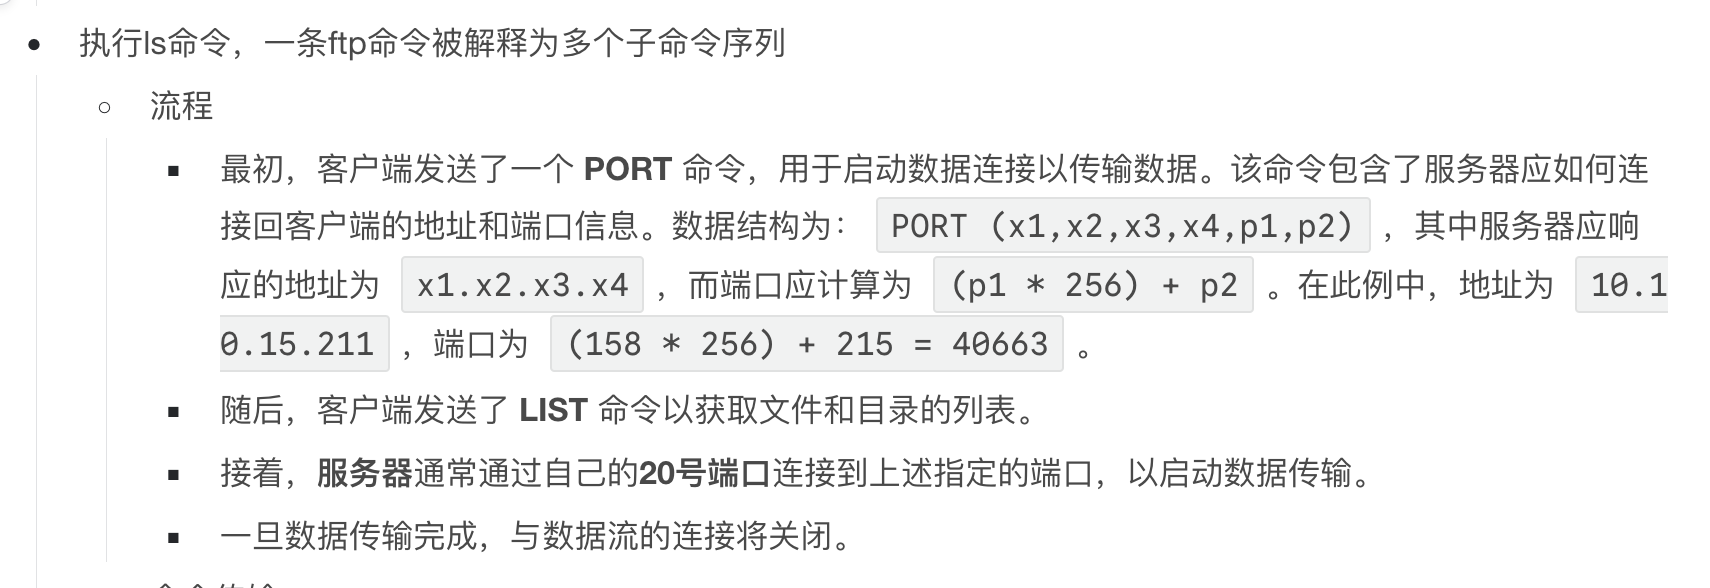 执行ls命令，一条ftp命令被解释为多个子命令序列
流程
最初，客户端发送了一个 PORT 命令，用于启动数据连接以传输数据。该命令包含了服务器应如何连
接回客户端的地址和端口信息。数据结构为： PORT (x1,x2,x3,x4,p1,p2) ，其中服务器应响
应的地址为 x1.x2.x3.x4 ，而端口应计算为 (p1 * 256) + p2 。在此例中，地址为 10.1
0.15.211 ，端口为 (158 * 256) + 215 = 40663 。
随后，客户端发送了 LIST 命令以获取文件和目录的列表。
接着，服务器通常通过自己的20号端口连接到上述指定的端口，以启动数据传输。
一旦数据传输完成，与数据流的连接将关闭。